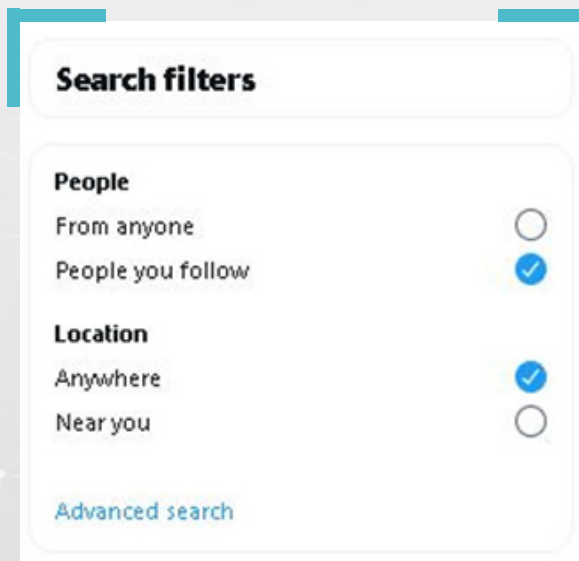 Search filters
People
From anyone
People you follow
Location
Anywhere
Near you
Advanced search